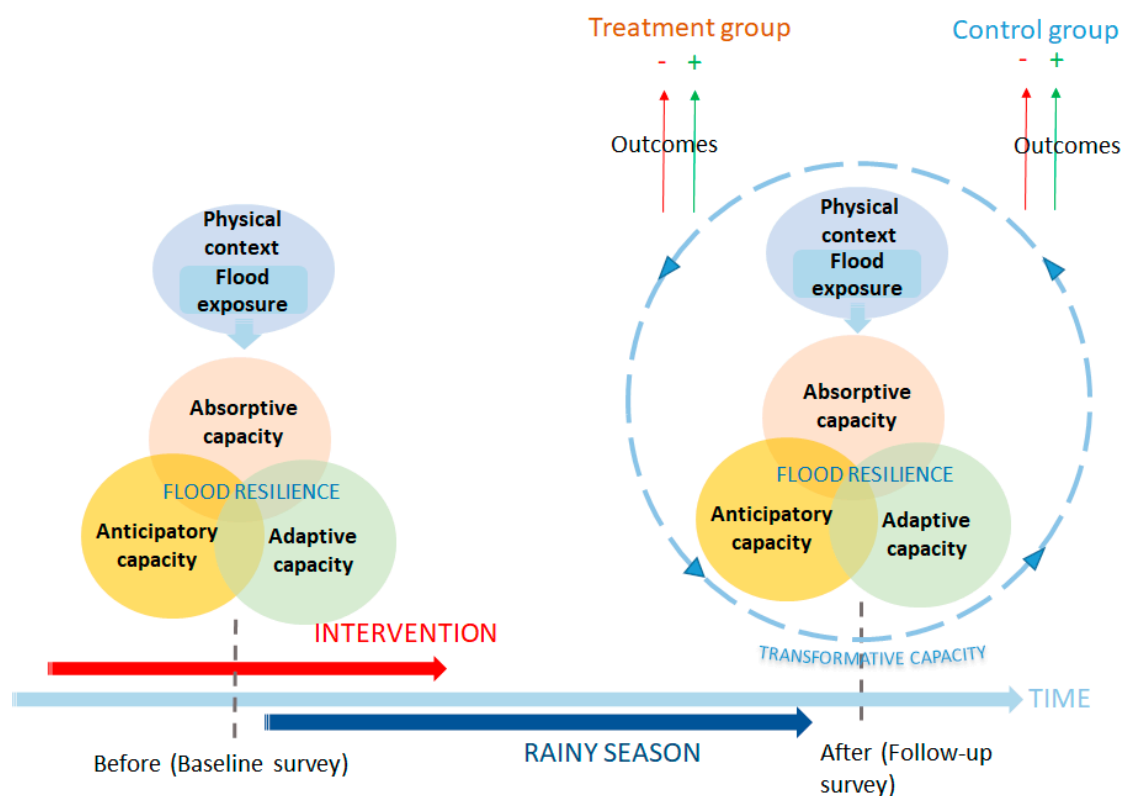 Treatment group
Control group
- +
- +
Outcomes
Outcomes
Physical
context
Flood
exposure
Physical
context
Flood
exposure
Absorptive
capacity
Absorptive
capacity
FLOOD RESILIENCE
FLOOD RESILIENCE
Anticipatory
capacity
Adaptive
capacity
Anticipatory
capacity
Adaptive
capacity
INTERVENTION
TRANSFORMATIVE CAPACITY
TIME
RAINY SEASON
Before (Baseline survey)
After (Follow-up
survey)